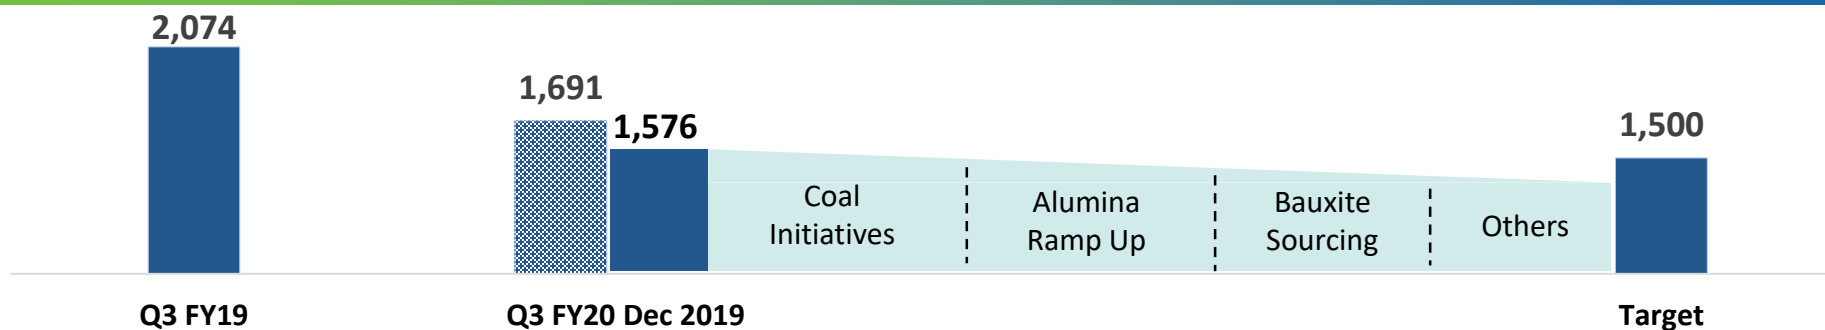 2,074
1,691
1,576
1,500
Coal
Initiatives
Alumina
Ramp Up
Bauxite
Sourcing
Others
Q3 FY19
Q3 FY20 Dec 2019
Target